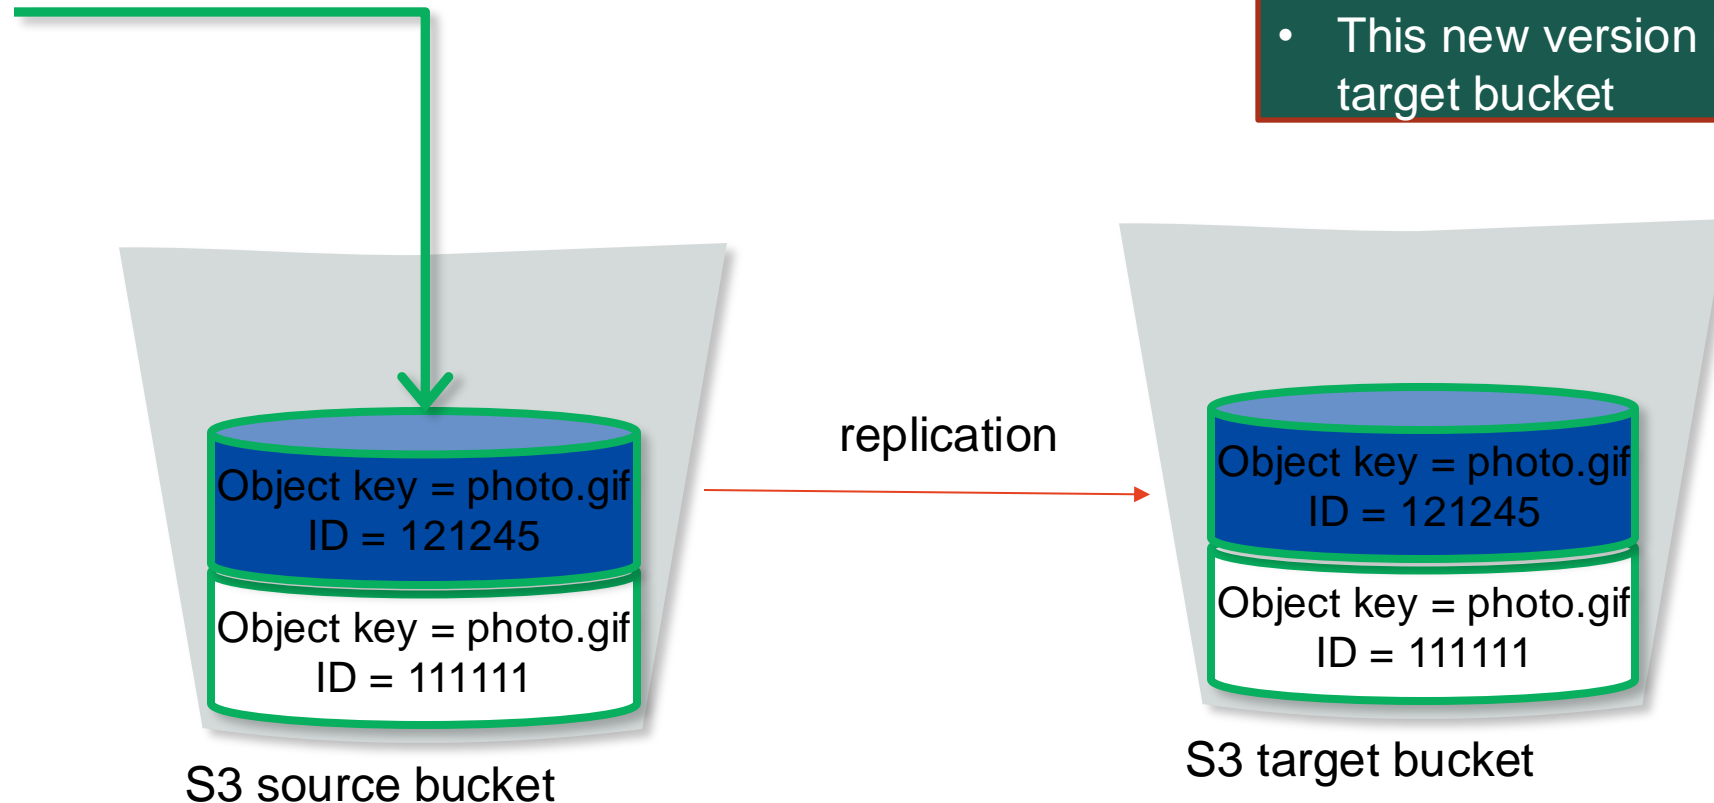 • This new version
target bucket
replication
Object key = photo.gif
ID = 121245
Object key = photo.gif
ID = 111111
S3 source bucket
Object key = photo.gif
ID = 121245
Object key = photo.gif
ID = 111111
S3 target bucket